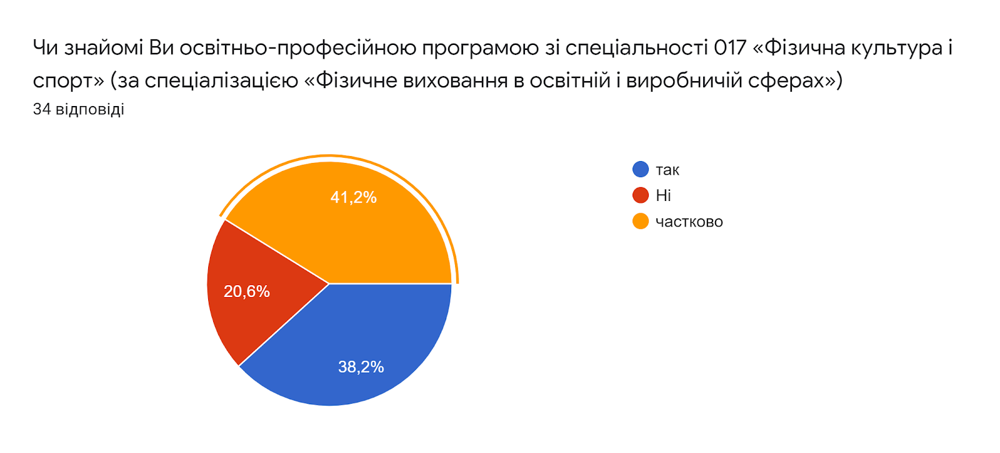 Чи знайомі Ви освітньо-професійною програмою зі спеціальності 017 «Фізична культура і
спорт» (за спеціалізацією «Фізичне виховання в освітній і виробничій сферах»)
34 відповіді
так
Ні
частково
41,2%
20,6%
38,2%